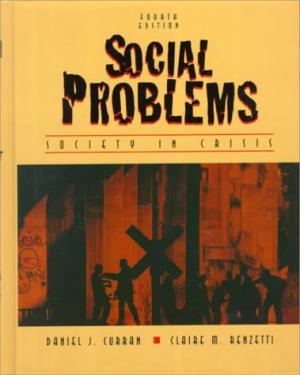 FOURTH
EDITION
SOCIAL
PROBLEMS
SOCIETY IN CRISIS
DANIEL J. CURRAN ■ CLAIRE M. RENZETTI